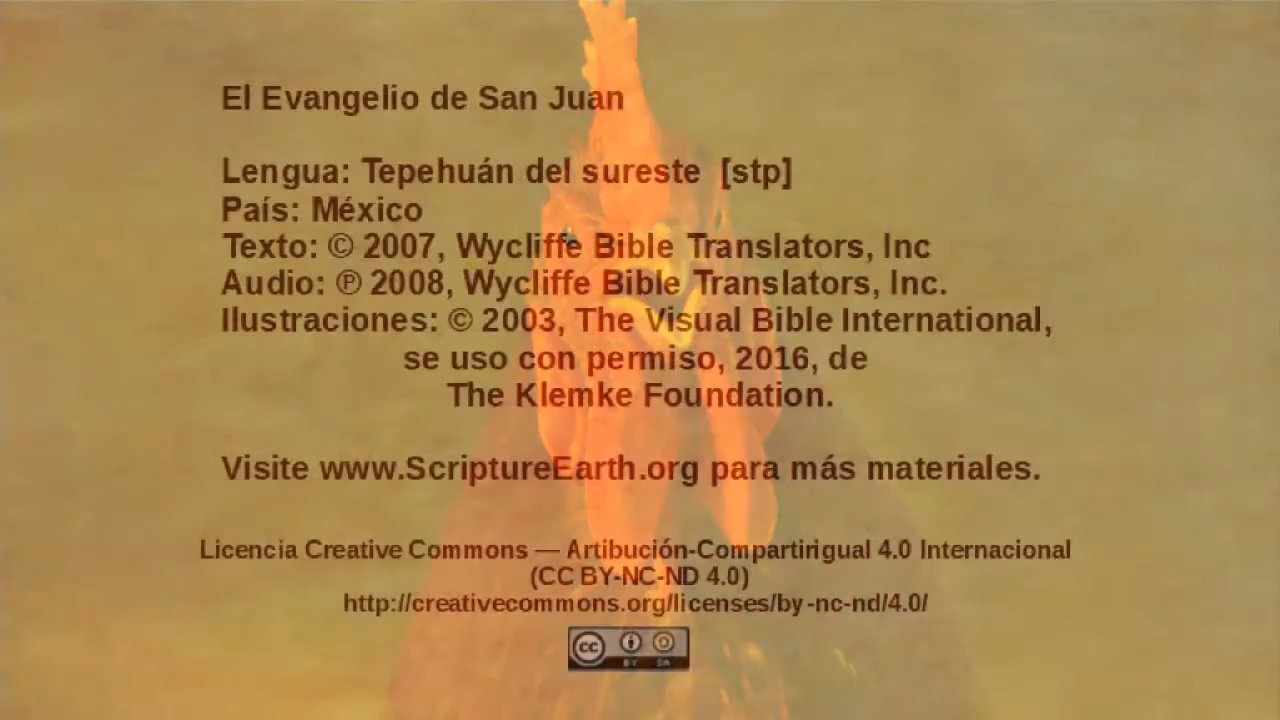 El Evangelio de San Juan
Lengua: Tepehuán del sureste [stp]
País: México
Texto: © 2007, Wycliffe Bible Translators, Inc
Audio: ℗ 2008, Wycliffe Bible Translators, Inc.
Ilustraciones: © 2003, The Visual Bible International,
se uso con permiso, 2016, de
The Klemke Foundation.
Visite www.ScriptureEarth.org para más materiales.
Licencia Creative Commons — Artibución-Compartirigual 4.0 Internacional
(CC BY-NC-ND 4.0)
http://creativecommons.org/licenses/by-nc-nd/4.0/
cc BY SA